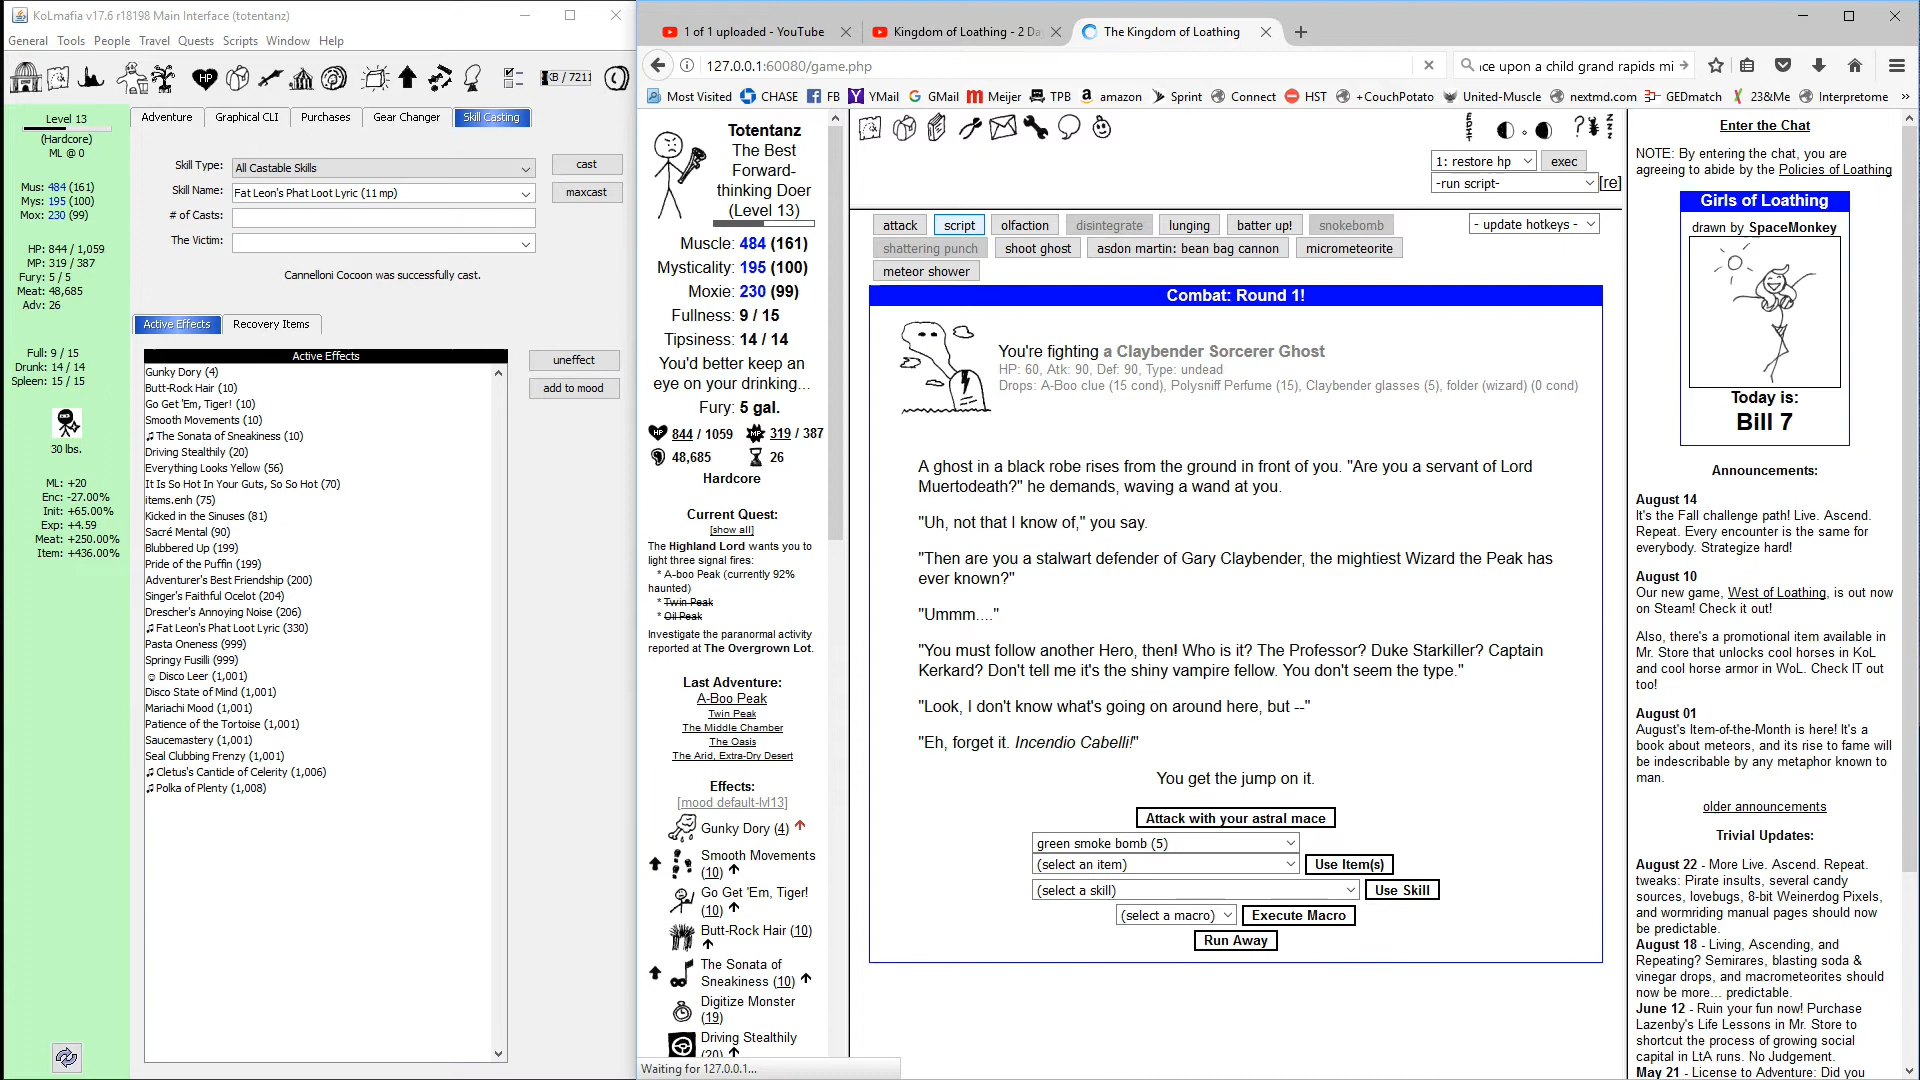 KoLmafia v17.6 r18198 Main Interface (totentanz)
General Tools People Travel Quests Scripts Window Help
HP
KB / 7211
Level 13
(Hardcore)
ML @ 0
Mus: 484 (161)
Mys: 195 (100)
Mox: 230 (99)
HP: 844 / 1,059
MP: 319 / 387
Fury: 5 / 5
Meat: 48,685
Adv: 26
Full: 9 / 15
Drunk: 14 / 14
Spleen: 15 / 15
30 lbs.
ML: +20
Enc: -27.00%
Init: +65.00%
Exp: +4.59
Meat: +250.00%
Item: +436.00%
Adventure Graphical CLI Purchases Gear Changer Skill Casting
Skill Type: All Castable Skills cast
Skill Name: Fat Leon's Phat Loot Lyric (11 mp) maxcast
# of Casts:
The Victim:
Cannelloni Cocoon was successfully cast.
Active Effects Recovery Items
Active Effects
uneffect
add to mood
Gunky Dory (4)
Butt-Rock Hair (10)
Go Get 'Em, Tiger! (10)
Smooth Movements (10)
♫ The Sonata of Sneakiness (10)
Driving Stealthily (20)
Everything Looks Yellow (56)
It Is So Hot In Your Guts, So So Hot (70)
items.enh (75)
Kicked in the Sinuses (81)
Sacré Mental (90)
Blubbered Up (199)
Pride of the Puffin (199)
Adventurer's Best Friendship (200)
Singer's Faithful Ocelot (204)
Drescher's Annoying Noise (206)
♫ Fat Leon's Phat Loot Lyric (330)
Pasta Oneness (999)
Springy Fusilli (999)
☺ Disco Leer (1,001)
Disco State of Mind (1,001)
Mariachi Mood (1,001)
Patience of the Tortoise (1,001)
Saucemastery (1,001)
Seal Clubbing Frenzy (1,001)
♫ Cletus's Canticle of Celerity (1,006)
♫ Polka of Plenty (1,008)
1 of 1 uploaded - YouTube
Kingdom of Loathing - 2 Da
The Kingdom of Loathing
127.0.0.1:60080/game.php
ice upon a child grand rapids mi
Most Visited CHASE FB YMail GMail Meijer TPB amazon Sprint Connect HST +CouchPotato United-Muscle nextmd.com GEDmatch 23&Me Interpretome
Totentanz
The Best
Forward-
thinking Doer
(Level 13)
Muscle: 484 (161)
Mysticality: 195 (100)
Moxie: 230 (99)
Fullness: 9 / 15
Tipsiness: 14 / 14
You'd better keep an
eye on your drinking...
Fury: 5 gal.
HP 844 / 1059 MP 319 / 387
48,685 26
Hardcore
Current Quest:
[show all]
The Highland Lord wants you to
light three signal fires:
* A-boo Peak (currently 92%
haunted)
* Twin Peak
* Oil Peak
Investigate the paranormal activity
reported at The Overgrown Lot.
Last Adventure:
A-Boo Peak
Twin Peak
The Middle Chamber
The Oasis
The Arid, Extra-Dry Desert
Effects:
[mood default-lvl13]
Gunky Dory (4)
Smooth Movements
(10)
Go Get 'Em, Tiger!
(10)
Butt-Rock Hair (10)
The Sonata of
Sneakiness (10)
Digitize Monster
(19)
Driving Stealthily
(20)
Waiting for 127.0.0.1...
EDIT
1: restore hp exec
-run script- [re]
attack script olfaction disintegrate lunging batter up! snokebomb - update hotkeys -
shattering punch shoot ghost asdon martin: bean bag cannon micrometeorite
meteor shower
Combat: Round 1!
You're fighting a Claybender Sorcerer Ghost
HP: 60, Atk: 90, Def: 90, Type: undead
Drops: A-Boo clue (15 cond), Polysniff Perfume (15), Claybender glasses (5), folder (wizard) (0 cond)
A ghost in a black robe rises from the ground in front of you. "Are you a servant of Lord
Muertodeath?" he demands, waving a wand at you.
"Uh, not that I know of," you say.
"Then are you a stalwart defender of Gary Claybender, the mightiest Wizard the Peak has
ever known?"
"Ummm...."
"You must follow another Hero, then! Who is it? The Professor? Duke Starkiller? Captain
Kerkard? Don't tell me it's the shiny vampire fellow. You don't seem the type."
"Look, I don't know what's going on around here, but --"
"Eh, forget it. Incendio Cabelli!"
You get the jump on it.
Attack with your astral mace
green smoke bomb (5)
(select an item) Use Item(s)
(select a skill) Use Skill
(select a macro) Execute Macro
Run Away
Enter the Chat
NOTE: By entering the chat, you are
agreeing to abide by the Policies of Loathing
Girls of Loathing
drawn by SpaceMonkey
Today is:
Bill 7
Announcements:
August 14
It's the Fall challenge path! Live. Ascend.
Repeat. Every encounter is the same for
everybody. Strategize hard!
August 10
Our new game, West of Loathing, is out now
on Steam! Check it out!
Also, there's a promotional item available in
Mr. Store that unlocks cool horses in KoL
and cool horse armor in WoL. Check IT out
too!
August 01
August's Item-of-the-Month is here! It's a
book about meteors, and its rise to fame will
be indescribable by any metaphor known to
man.
older announcements
Trivial Updates:
August 22 - More Live. Ascend. Repeat.
tweaks: Pirate insults, several candy
sources, lovebugs, 8-bit Weinerdog Pixels,
and wormriding manual pages should now
be predictable.
August 18 - Living, Ascending, and
Repeating? Semirares, blasting soda &
vinegar drops, and macrometeorites should
now be more... predictable.
June 12 - Ruin your fun now! Purchase
Lazenby's Life Lessons in Mr. Store to
shortcut the process of growing social
capital in LtA runs. No Judgement.
May 21 - License to Adventure: Did you